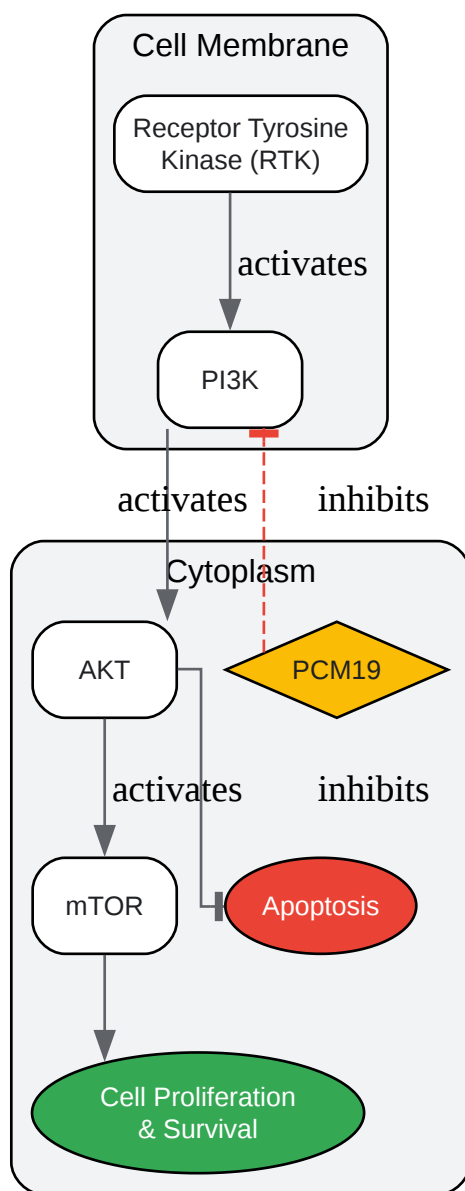 Cell Membrane
Receptor Tyrosine
Kinase (RTK)
activates
PI3K
activates
inhibits
Cytoplasm
AKT
PCM19
activates
inhibits
mTOR
Apoptosis
Cell Proliferation
& Survival